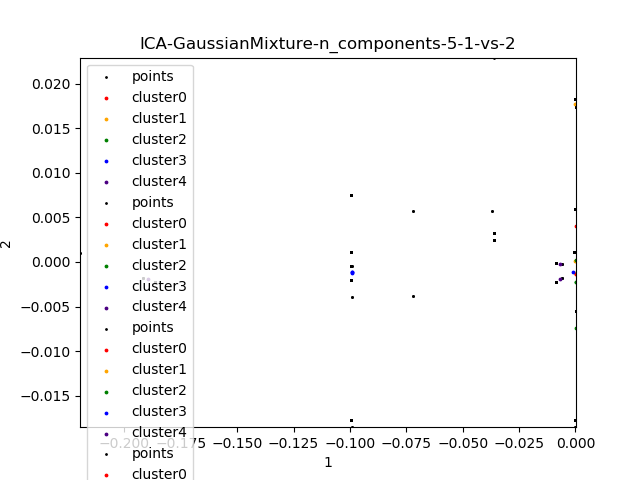 ICA-GaussianMixture-n_components-5-1-vs-2
0.020
0.015
0.010
0.005
0.000
−0.005
−0.010
−0.015
2
points
cluster0
cluster1
cluster2
cluster3
cluster4
points
cluster0
cluster1
cluster2
cluster3
cluster4
points
cluster0
cluster1
cluster2
cluster3
cluster4
points
cluster0
−0.200 −0.175 −0.150 −0.125 −0.100 −0.075 −0.050 −0.025 0.000
1